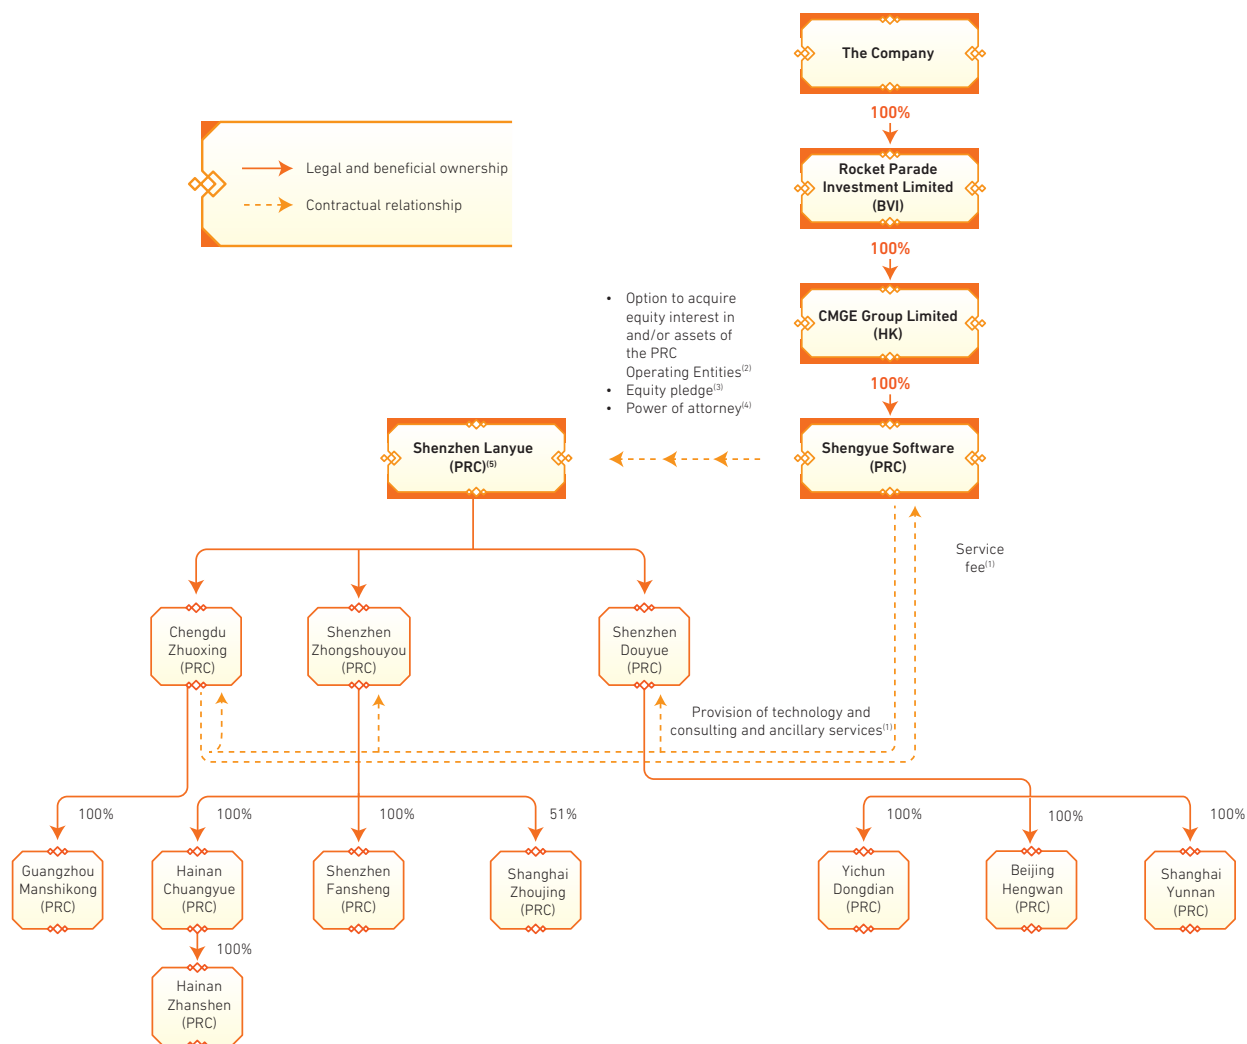 The Company
100%
Legal and beneficial ownership
Contractual relationship
Rocket Parade
Investment Limited
(BVI)
100%
• Option to acquire
equity interest in
and/or assets of
the PRC
Operating Entities(2)
• Equity pledge(3)
• Power of attorney(4)
CMGE Group Limited
(HK)
100%
Shenzhen Lanyue
(PRC)(5)
Shengyue Software
(PRC)
Service
fee(1)
Chengdu
Zhuoxing
(PRC)
Shenzhen
Zhongshouyou
(PRC)
Shenzhen
Douyue
(PRC)
Provision of technology and
consulting and ancillary services(1)
100%
100%
100%
51%
100%
100%
100%
Guangzhou
Manshikong
(PRC)
Hainan
Chuangyue
(PRC)
Shenzhen
Fansheng
(PRC)
Shanghai
Zhoujing
(PRC)
Yichun
Dongdian
(PRC)
Beijing
Hengwan
(PRC)
Shanghai
Yunnan
(PRC)
100%
Hainan
Zhanshen
(PRC)